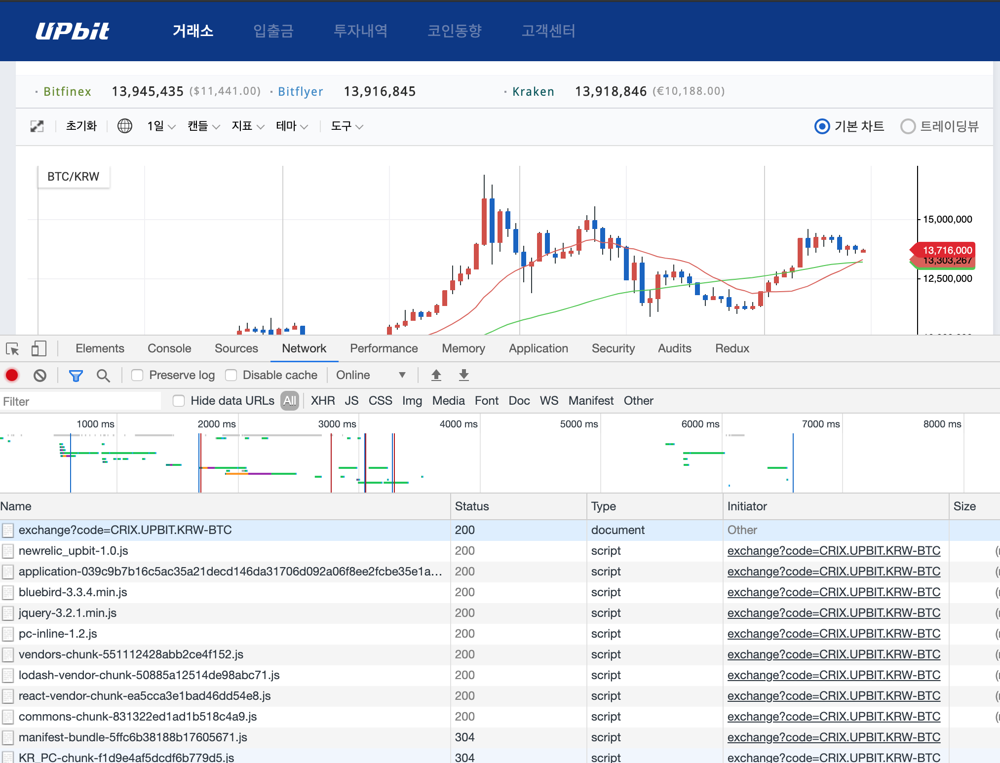 UPbit 거래소 입출금 투자내역 코인동향 고객센터
· Bitfinex 13,945,435 ($11,441.00) · Bitflyer 13,916,845 · Kraken 13,918,846 (€10,188.00)
초기화 1일 캔들 지표 테마 도구 기본 차트 트레이딩뷰
BTC/KRW
15,000,000
13,716,000
13,303,267
12,500,000
Elements Console Sources Network Performance Memory Application Security Audits Redux
Preserve log Disable cache Online
Filter Hide data URLs All XHR JS CSS Img Media Font Doc WS Manifest Other
1000 ms 2000 ms 3000 ms 4000 ms 5000 ms 6000 ms 7000 ms 8000 ms
Name Status Type Initiator Size
exchange?code=CRIX.UPBIT.KRW-BTC 200 document Other
newrelic_upbit-1.0.js 200 script exchange?code=CRIX.UPBIT.KRW-BTC
application-039c9b7b16c5ac35a21decd146da31706d092a06f8ee2fcbe35e1a... 200 script exchange?code=CRIX.UPBIT.KRW-BTC
bluebird-3.3.4.min.js 200 script exchange?code=CRIX.UPBIT.KRW-BTC
jquery-3.2.1.min.js 200 script exchange?code=CRIX.UPBIT.KRW-BTC
pc-inline-1.2.js 200 script exchange?code=CRIX.UPBIT.KRW-BTC
vendors-chunk-551112428abb2ce4f152.js 200 script exchange?code=CRIX.UPBIT.KRW-BTC
lodash-vendor-chunk-50885a12514de98abc71.js 200 script exchange?code=CRIX.UPBIT.KRW-BTC
react-vendor-chunk-ea5cca3e1bad46dd54e8.js 200 script exchange?code=CRIX.UPBIT.KRW-BTC
commons-chunk-831322ed1ad1b518c4a9.js 200 script exchange?code=CRIX.UPBIT.KRW-BTC
manifest-bundle-5ffc6b38188b17605671.js 304 script exchange?code=CRIX.UPBIT.KRW-BTC
KR_PC-chunk-f1d9e4af5dcdf6b779d5.js 304 script exchange?code=CRIX.UPBIT.KRW-BTC